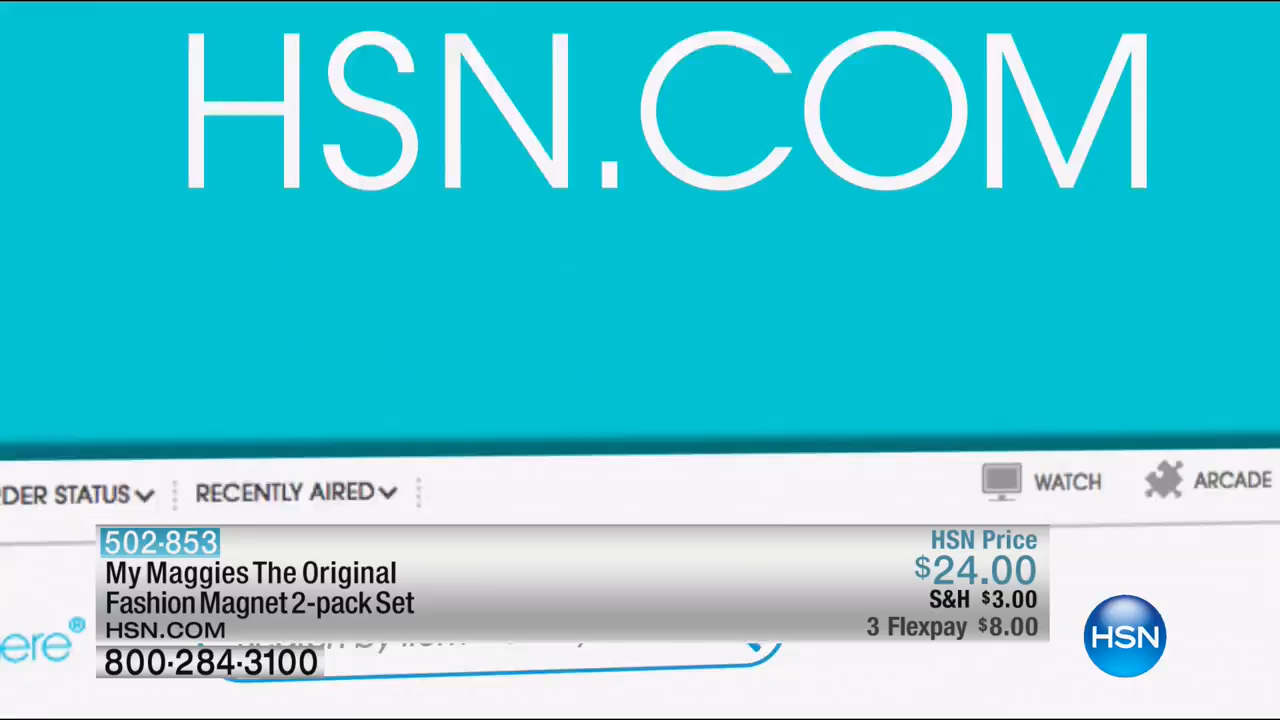 HSN.COM
DER STATUS
RECENTLY AIRED
WATCH
ARCADE
502-853
HSN Price
My Maggies The Original
$24.00
Fashion Magnet 2-pack Set
S&H $3.00
HSN.COM
3 Flexpay $8.00
ere®
800·284·3100
HSN